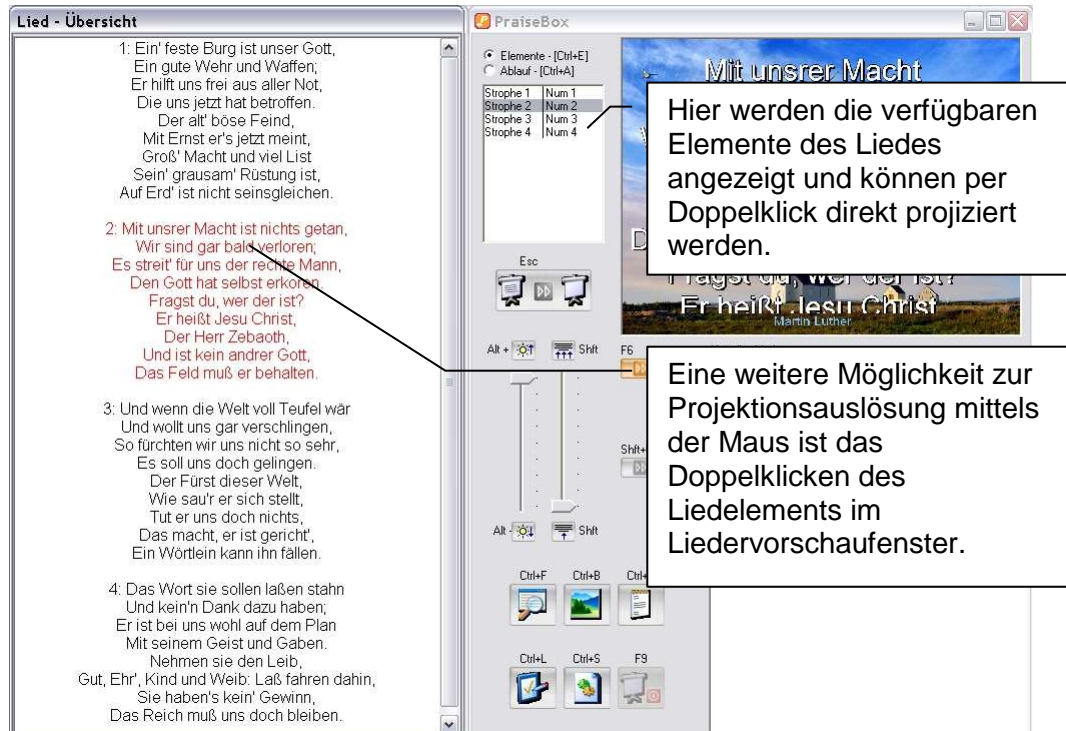 Lied - Übersicht
1: Ein' feste Burg ist unser Gott,
Ein gute Wehr und Waffen;
Er hilft uns frei aus aller Not,
Die uns jetzt hat betroffen.
Der alt' böse Feind,
Mit Ernst er's jetzt meint,
Groß' Macht und viel List
Sein' grausam' Rüstung ist,
Auf Erd' ist nicht seinsgleichen.
2: Mit unsrer Macht ist nichts getan,
Wir sind gar bald verloren;
Es streit' für uns der rechte Mann,
Den Gott hat selbst erkoren.
Fragst du, wer der ist?
Er heißt Jesu Christ,
Der Herr Zebaoth,
Und ist kein andrer Gott,
Das Feld muß er behalten.
3: Und wenn die Welt voll Teufel wär
Und wollt uns gar verschlingen,
So fürchten wir uns nicht so sehr,
Es soll uns doch gelingen.
Der Fürst dieser Welt,
Wie sau'r er sich stellt,
Tut er uns doch nichts,
Das macht, er ist gericht',
Ein Wörtlein kann ihn fällen.
4: Das Wort sie sollen laßen stahn
Und kein'n Dank dazu haben;
Er ist bei uns wohl auf dem Plan
Mit seinem Geist und Gaben.
Nehmen sie den Leib,
Gut, Ehr', Kind und Weib: Laß fahren dahin,
Sie haben's kein' Gewinn,
Das Reich muß uns doch bleiben.
PraiseBox
Elemente - [Ctrl+E]
Ablauf - [Ctrl+A]
Strophe 1 Num 1
Strophe 2 Num 2
Strophe 3 Num 3
Strophe 4 Num 4
Mit unsrer Macht
Hier werden die verfügbaren
Elemente des Liedes
angezeigt und können per
Doppelklick direkt projiziert
werden.
Fragst du, wer der ist?
Er heißt Jesu Christ
Martin Luther
Esc
Alt + Shft F6
Eine weitere Möglichkeit zur
Projektionsauslösung mittels
der Maus ist das
Doppelklicken des
Liedelements im
Liedervorschaufenster.
Shft+
Alt - Shft
Ctrl+F Ctrl+B Ctrl+
Ctrl+L Ctrl+S F9